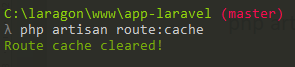 C:\laragon\www\app-laravel (master)
λ php artisan route:cache
Route cache cleared!